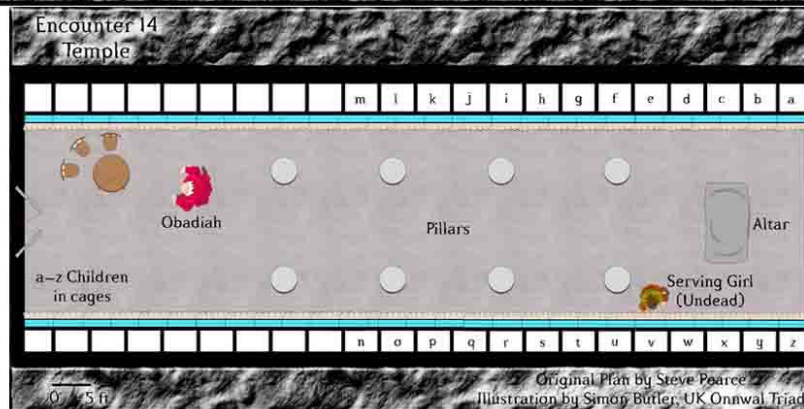 Encounter 14
Temple
m l k j i h g f e d c b a
Obadiah
Pillars
Altar
a–z Children
in cages
Serving Girl
(Undead)
n o p q r s t u v w x y z
0 5 ft
Original Plan by Steve Pearce
Illustration by Simon Butler, UK Onnwal Triad